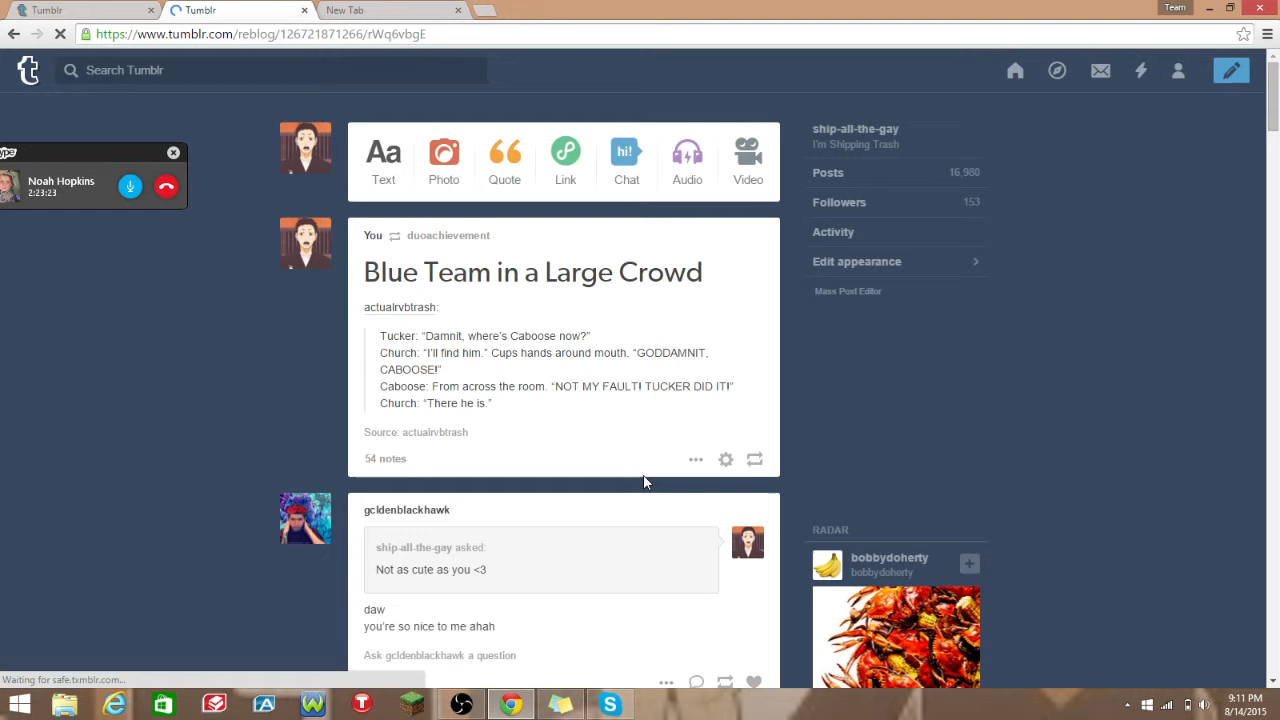 Tumblr
Tumblr
New Tab
Team
https://www.tumblr.com/reblog/126721871266/rWq6vbgE
t
Search Tumblr
Hopkins
2:23:23
Aa
hi!
Text
Photo
Quote
Link
Chat
Audio
Video
ship-all-the-gay
I'm Shipping Trash
Posts 16,980
Followers 153
Activity
Edit appearance
Mass Post Editor
You duoachievement
Blue Team in a Large Crowd
actualrvbtrash:
Tucker: “Damnit, where’s Caboose now?”
Church: “I’ll find him.” Cups hands around mouth. “GODDAMNIT,
CABOOSE!”
Caboose: From across the room. “NOT MY FAULT! TUCKER DID IT!”
Church: “There he is.”
Source: actualrvbtrash
54 notes
gcldenblackhawk
ship-all-the-gay asked:
Not as cute as you <3
daw
you're so nice to me ahah
Ask gcldenblackhawk a question
RADAR
bobbydoherty
bobbydoherty
Waiting for safe.txmblr.com...
9:11 PM
8/14/2015